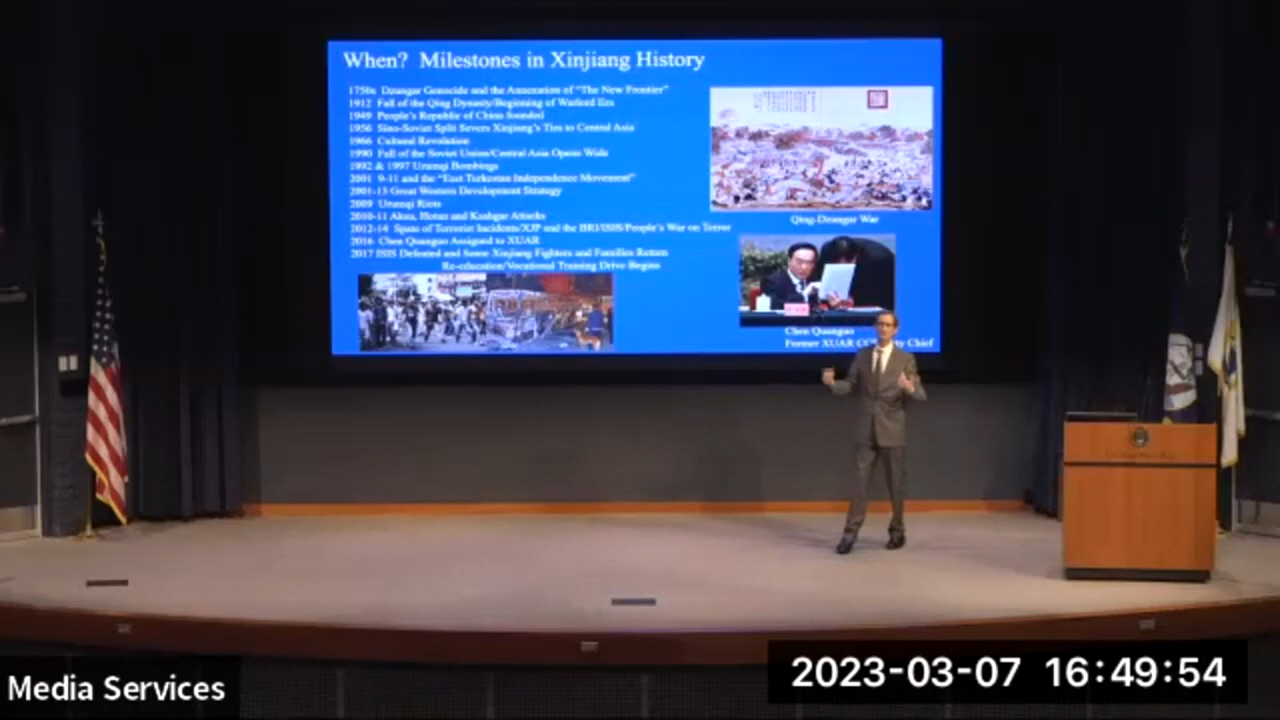 When? Milestones in Xinjiang History
1750s Dzungar Genocide and the Annexation of "The New Frontier"
1912 Fall of the Qing Dynasty/Beginning of Warlord Era
1949 People's Republic of China founded
1956 Sino-Soviet Split Severs Xinjiang's Ties to Central Asia
1966 Cultural Revolution
1990 Fall of the Soviet Union/Central Asia Opens Wide
1992 & 1997 Urumqi Bombings
2001 9-11 and the "East Turkestan Independence Movement"
2001-13 Great Western Development Strategy
2009 Urumqi Riots
2010-11 Aksu, Hotan and Kashgar Attacks
2012-14 Spate of Terrorist Incidents/XJP and the BRI/ISIS/People's War on Terror
2016 Chen Quanguo Assigned to XUAR
2017 ISIS Defeated and Some Xinjiang Fighters and Families Return
Re-education/Vocational Training Drive Begins
Qing-Dzungar War
Chen Quanguo
Former XUAR Chief
Media Services
2023-03-07 16:49:54